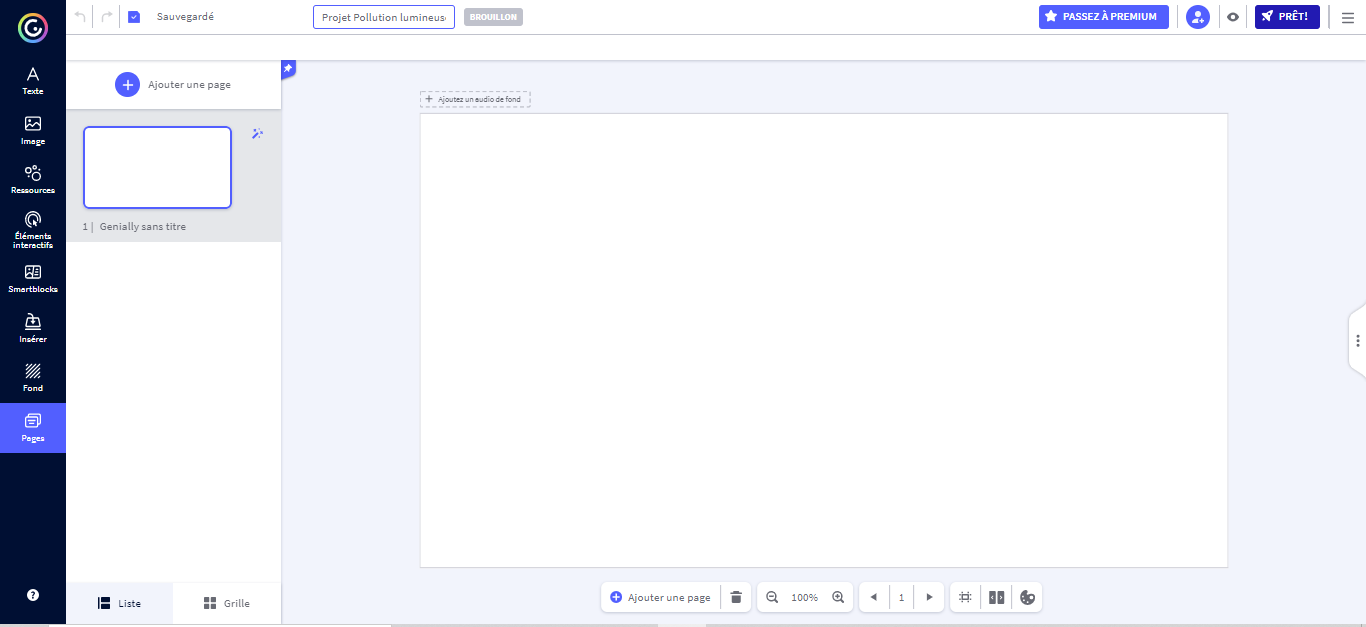 Sauvegardé
Projet Pollution lumineus
BROUILLON
PASSEZ À PREMIUM
PRÊT!
Texte
Image
Ressources
Éléments
interactifs
Smartblocks
Insérer
Fond
Pages
Ajouter une page
1 | Genially sans titre
Liste
Grille
+ Ajoutez un audio de fond
Ajouter une page
100%
1